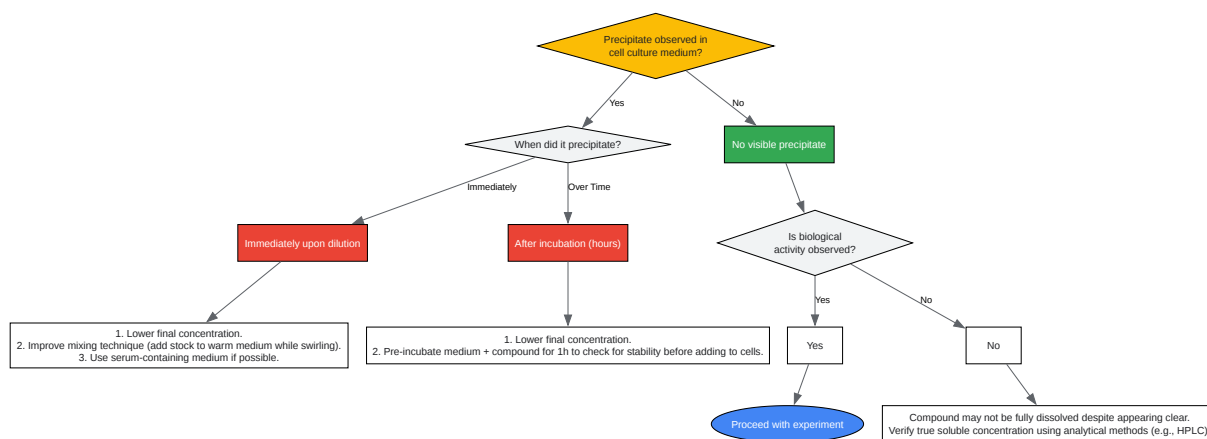 Precipitate observed in
cell culture medium?
Yes
No
When did it precipitate?
No visible precipitate
Immediately
Over Time
Immediately upon dilution
After incubation (hours)
Is biological
activity observed?
Yes
No
1. Lower final concentration.
2. Improve mixing technique (add stock to warm medium while swirling).
3. Use serum-containing medium if possible.
1. Lower final concentration.
2. Pre-incubate medium + compound for 1h to check for stability before adding to cells.
Yes
No
Proceed with experiment
Compound may not be fully dissolved despite appearing clear.
Verify true soluble concentration using analytical methods (e.g., HPLC)